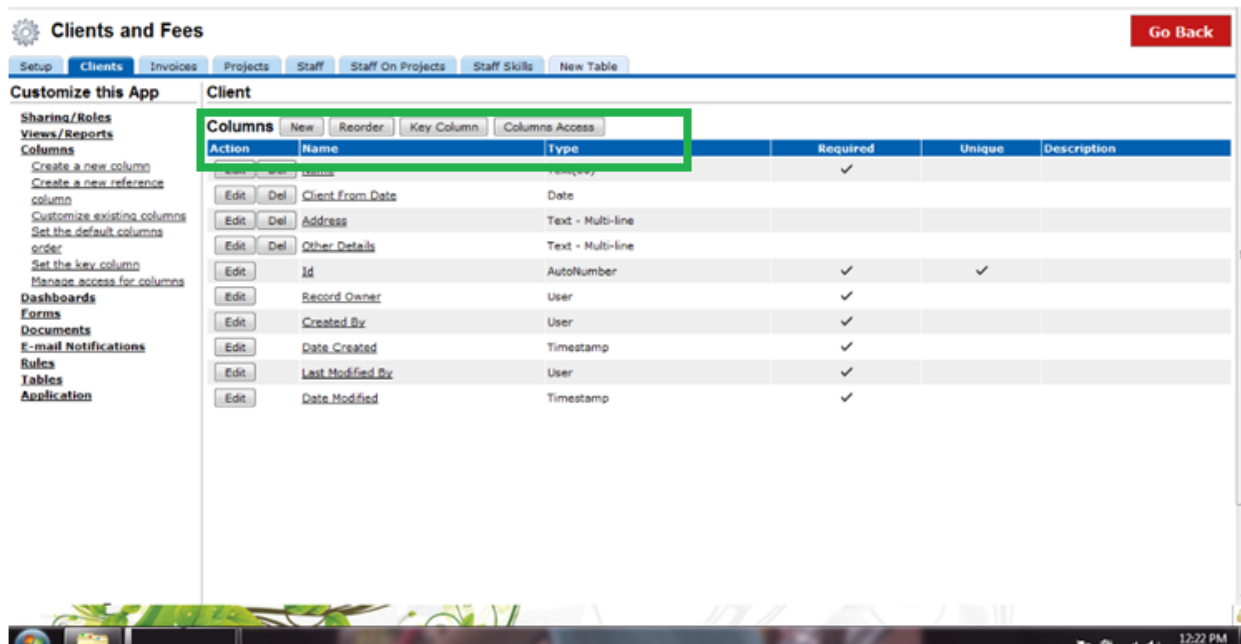 Clients and Fees
Go Back
Setup Clients Invoices Projects Staff Staff On Projects Staff Skills New Table
Customize this App
Client
Sharing/Roles
Views/Reports
Columns
Create a new column
Create a new reference
column
Customize existing columns
Set the default columns
order
Set the key column
Manage access for columns
Dashboards
Forms
Documents
E-mail Notifications
Rules
Tables
Application
Columns New Reorder Key Column Columns Access
Action Name Type Required Unique Description
Edit Del Name ✓
Edit Del Client From Date Date
Edit Del Address Text - Multi-line
Edit Del Other Details Text - Multi-line
Edit Id AutoNumber ✓ ✓
Edit Record Owner User ✓
Edit Created By User ✓
Edit Date Created Timestamp ✓
Edit Last Modified By User ✓
Edit Date Modified Timestamp ✓
12:22 PM